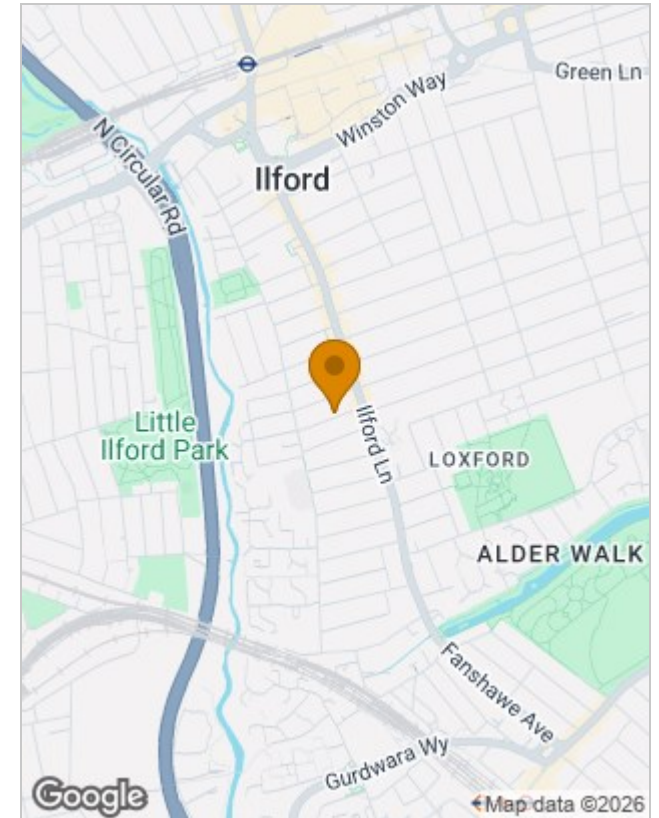 Green Ln
Winston Way
N Circular Rd
Ilford
Little
Ilford Park
Ilford Ln
LOXFORD
ALDER WALK
Fanshawe Ave
Gurdwara Wy
Google
Map data ©2026